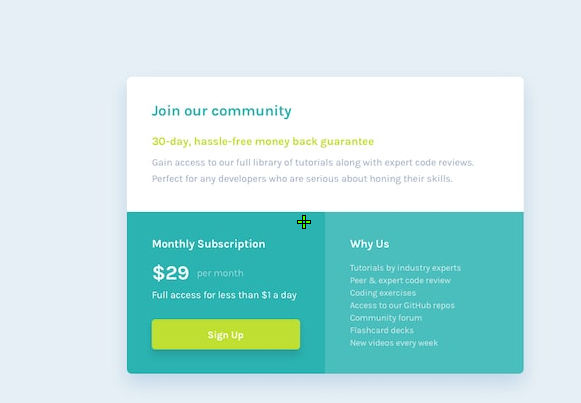 Join our community
30-day, hassle-free money back guarantee
Gain access to our full library of tutorials along with expert code reviews.
Perfect for any developers who are serious about honing their skills.
Monthly Subscription
$29 per month
Full access for less than $1 a day
Sign Up
Why Us
Tutorials by industry experts
Peer & expert code review
Coding exercises
Access to our GitHub repos
Community forum
Flashcard decks
New videos every week